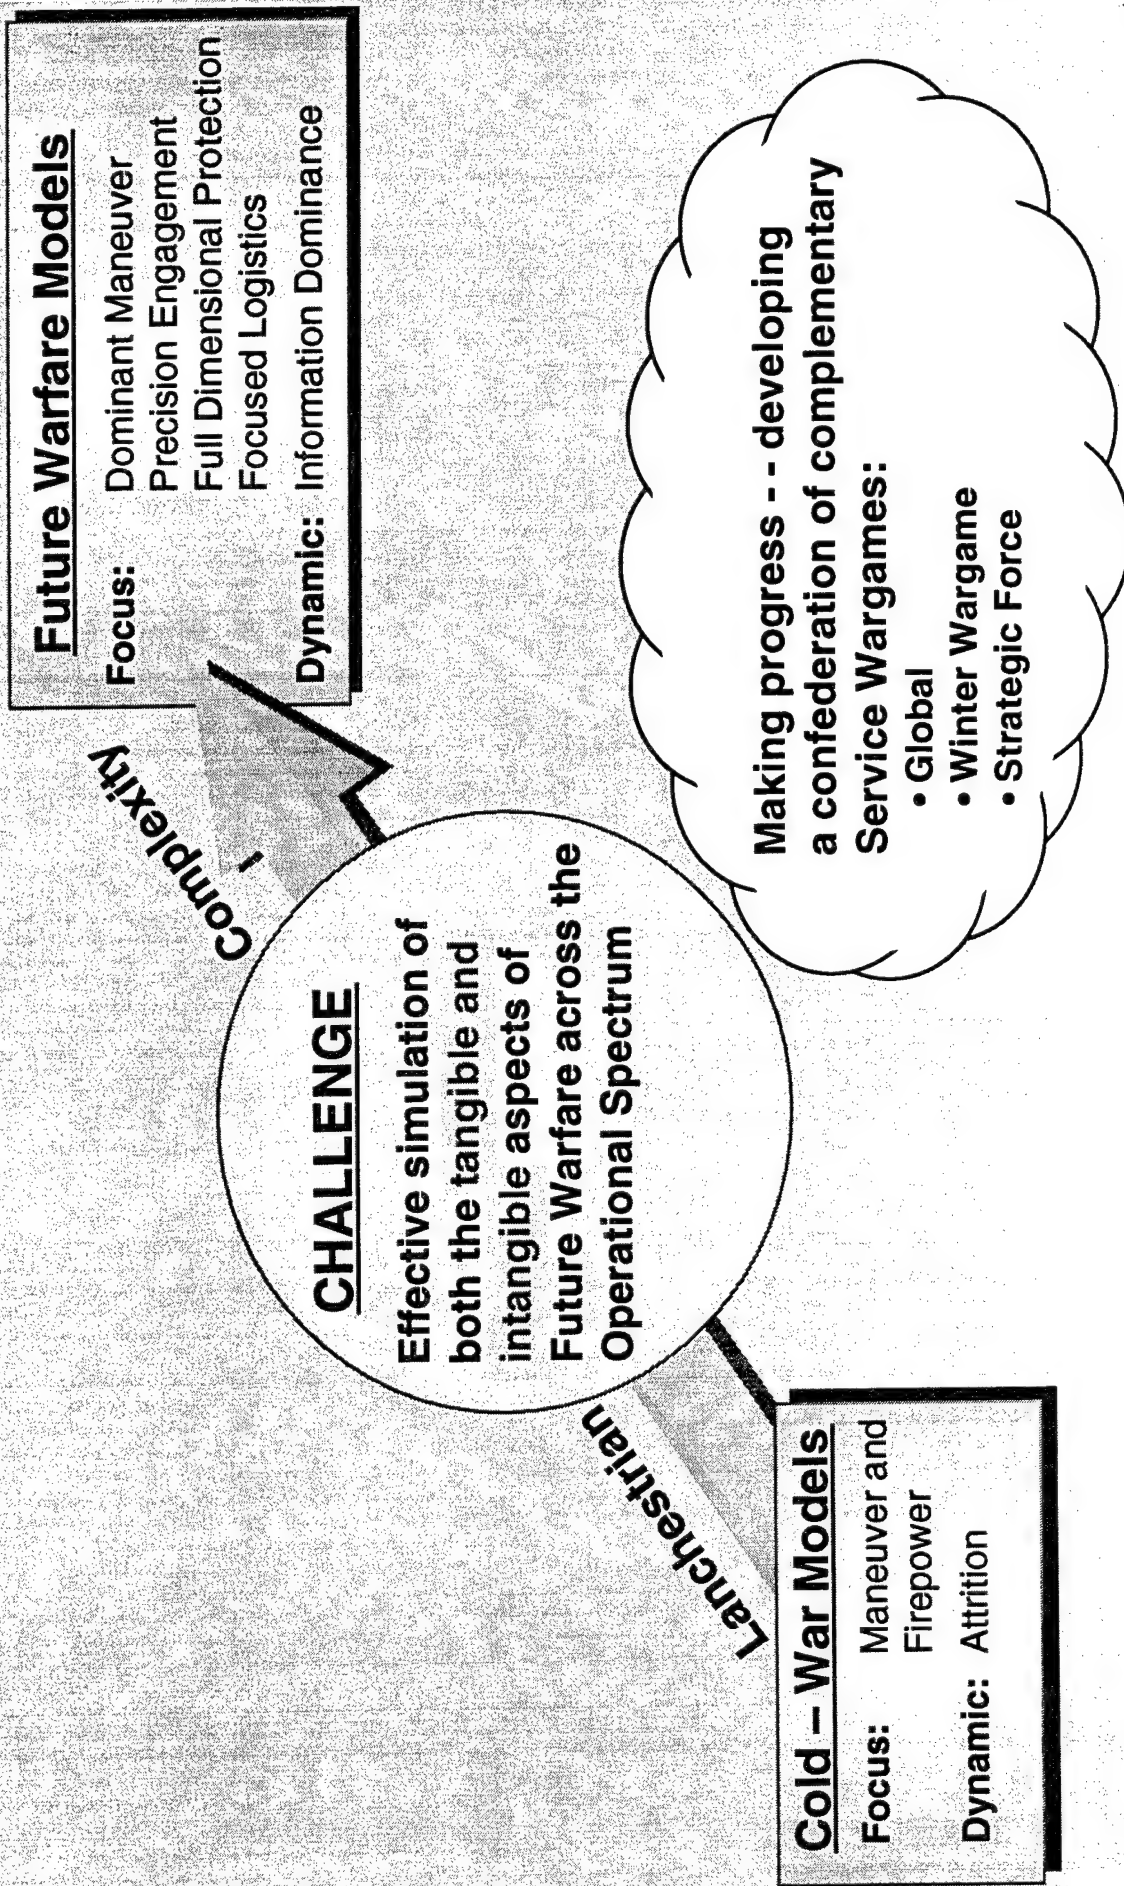 Future Warfare Models
Focus: Dominant Maneuver
Precision Engagement
Full Dimensional Protection
Focused Logistics
Dynamic: Information Dominance
Complexity
CHALLENGE
Effective simulation of
both the tangible and
intangible aspects of
Future Warfare across the
Operational Spectrum
Lanchestrian
Cold – War Models
Focus: Maneuver and
Firepower
Dynamic: Attrition
Making progress - - developing
a confederation of complementary
Service Wargames:
• Global
• Winter Wargame
• Strategic Force